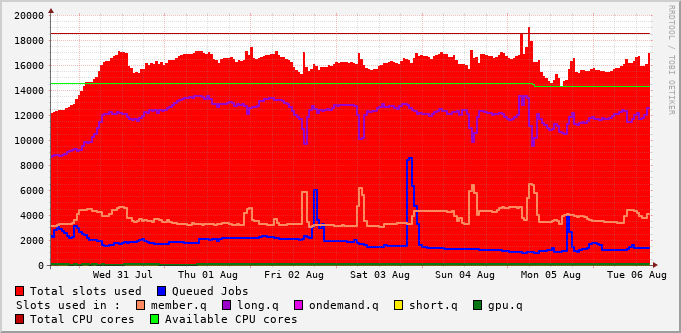 20000
18000
16000
14000
12000
10000
8000
6000
4000
2000
0
Wed 31 Jul Thu 01 Aug Fri 02 Aug Sat 03 Aug Sun 04 Aug Mon 05 Aug Tue 06 Aug
Total slots used Queued Jobs
Slots used in : member.q long.q ondemand.q short.q gpu.q
Total CPU cores Available CPU cores
RRDTOOL / TOBI OETIKER